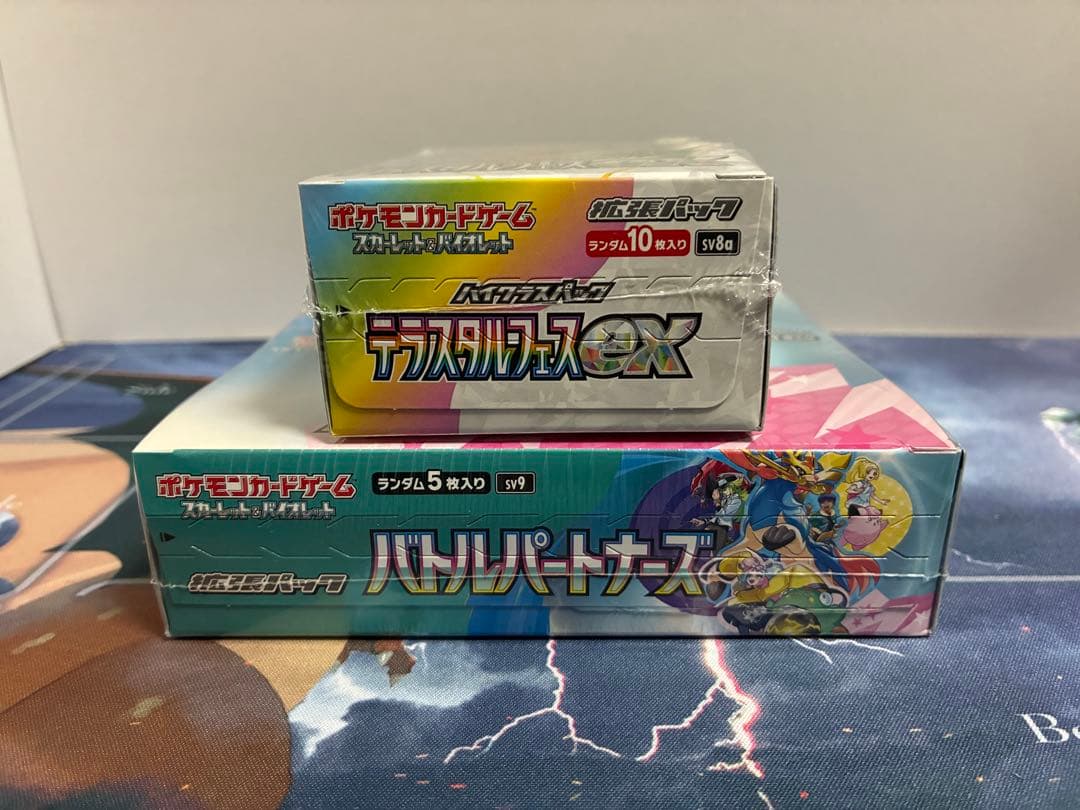 ポケモンカードゲーム
スカーレット&バイオレット
拡張パック
ランダム10枚入り
SV8a
ハイクラスパック
テラスタルフェスex
ポケモンカードゲーム
スカーレット&バイオレット
ランダム5枚入り
SV9
拡張パック
バトルパートナーズ
Be